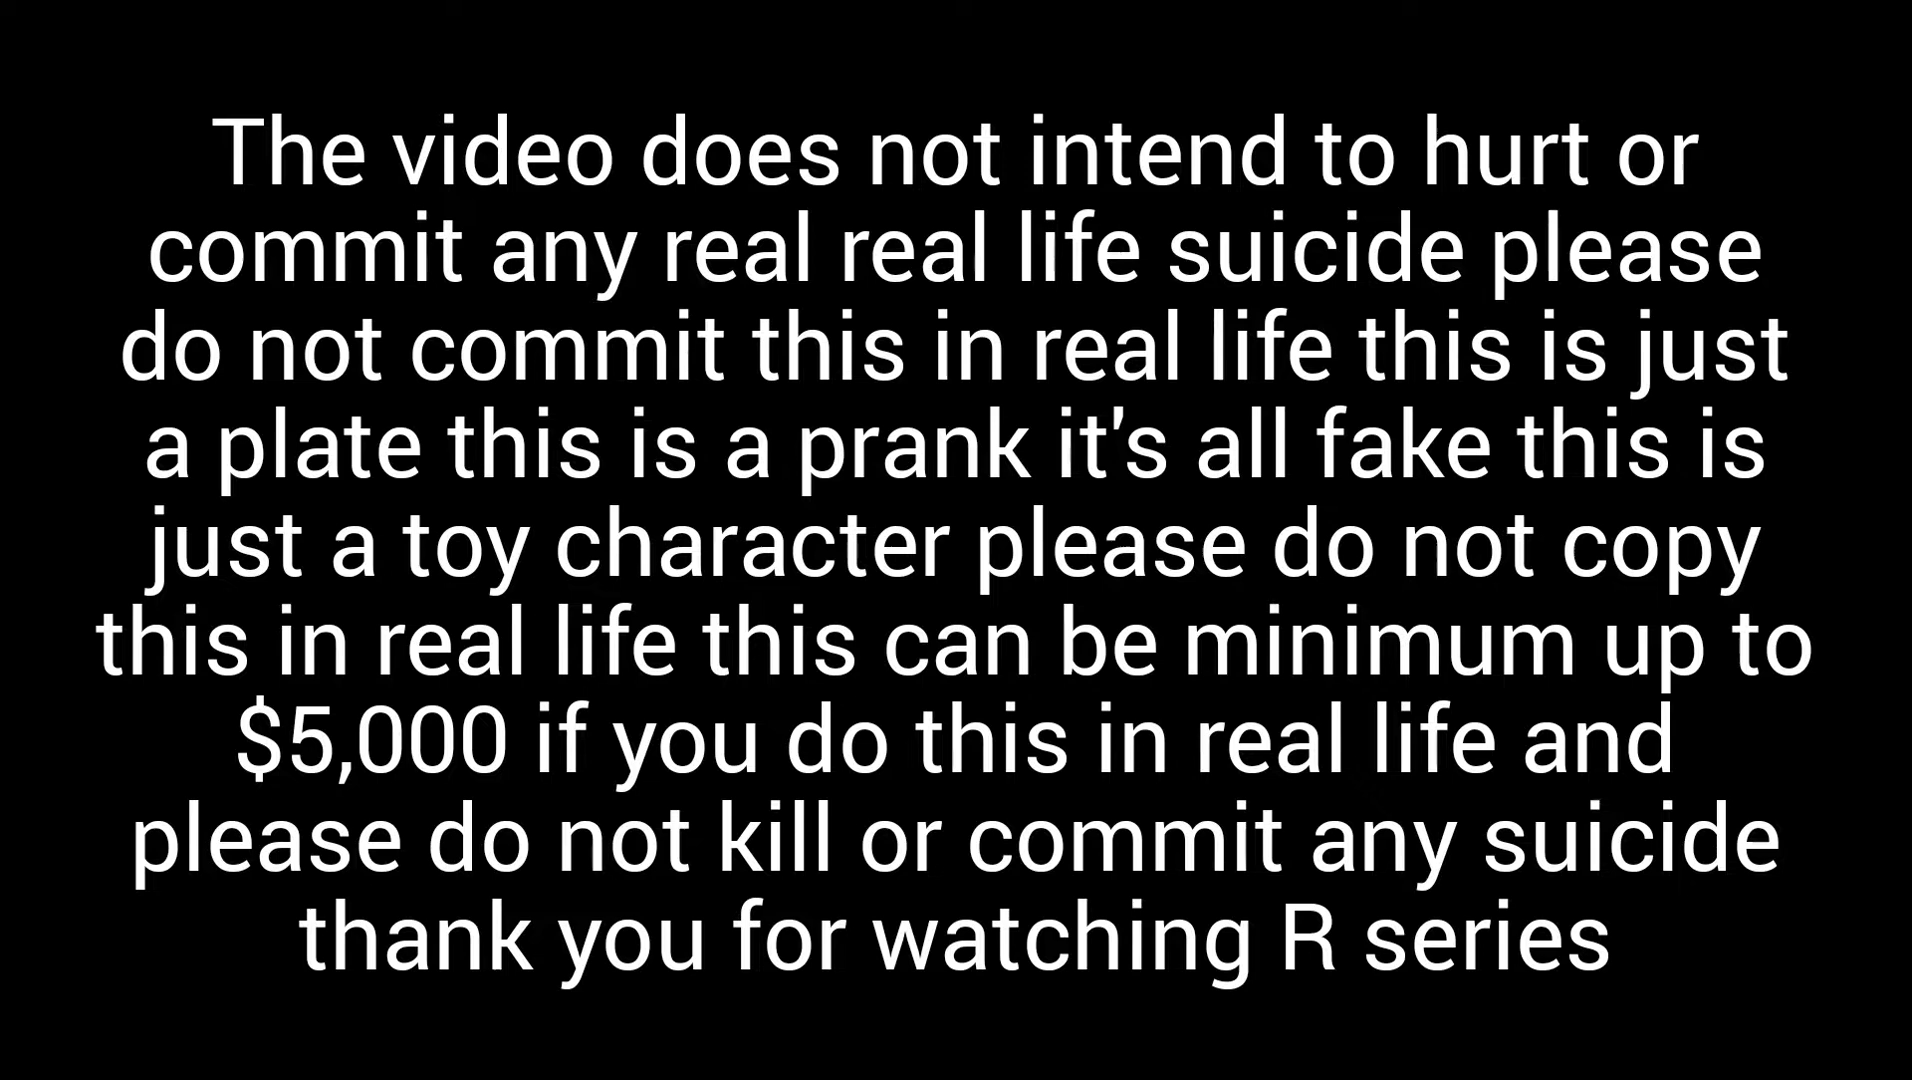 The video does not intend to hurt or
commit any real real life suicide please
do not commit this in real life this is just
a plate this is a prank it's all fake this is
just a toy character please do not copy
this in real life this can be minimum up to
$5,000 if you do this in real life and
please do not kill or commit any suicide
thank you for watching R series